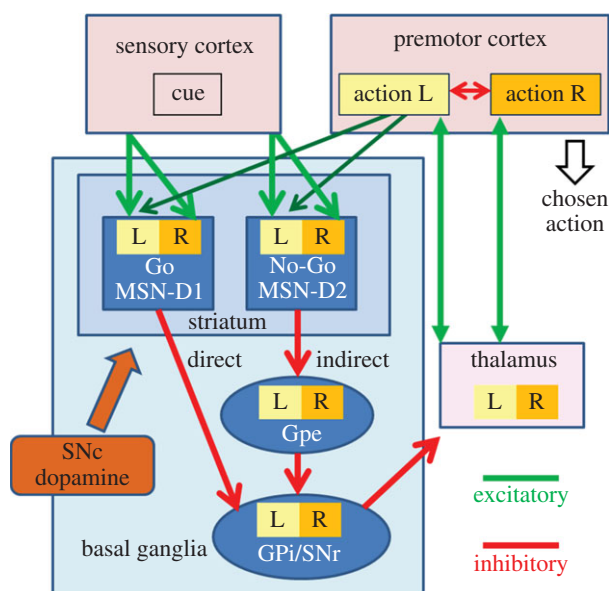 sensory cortex
cue
premotor cortex
action L
action R
chosen
action
L R
Go
MSN-D1
L R
No-Go
MSN-D2
striatum
direct
indirect
thalamus
L R
L R
Gpe
SNc
dopamine
L R
GPi/SNr
basal ganglia
excitatory
inhibitory